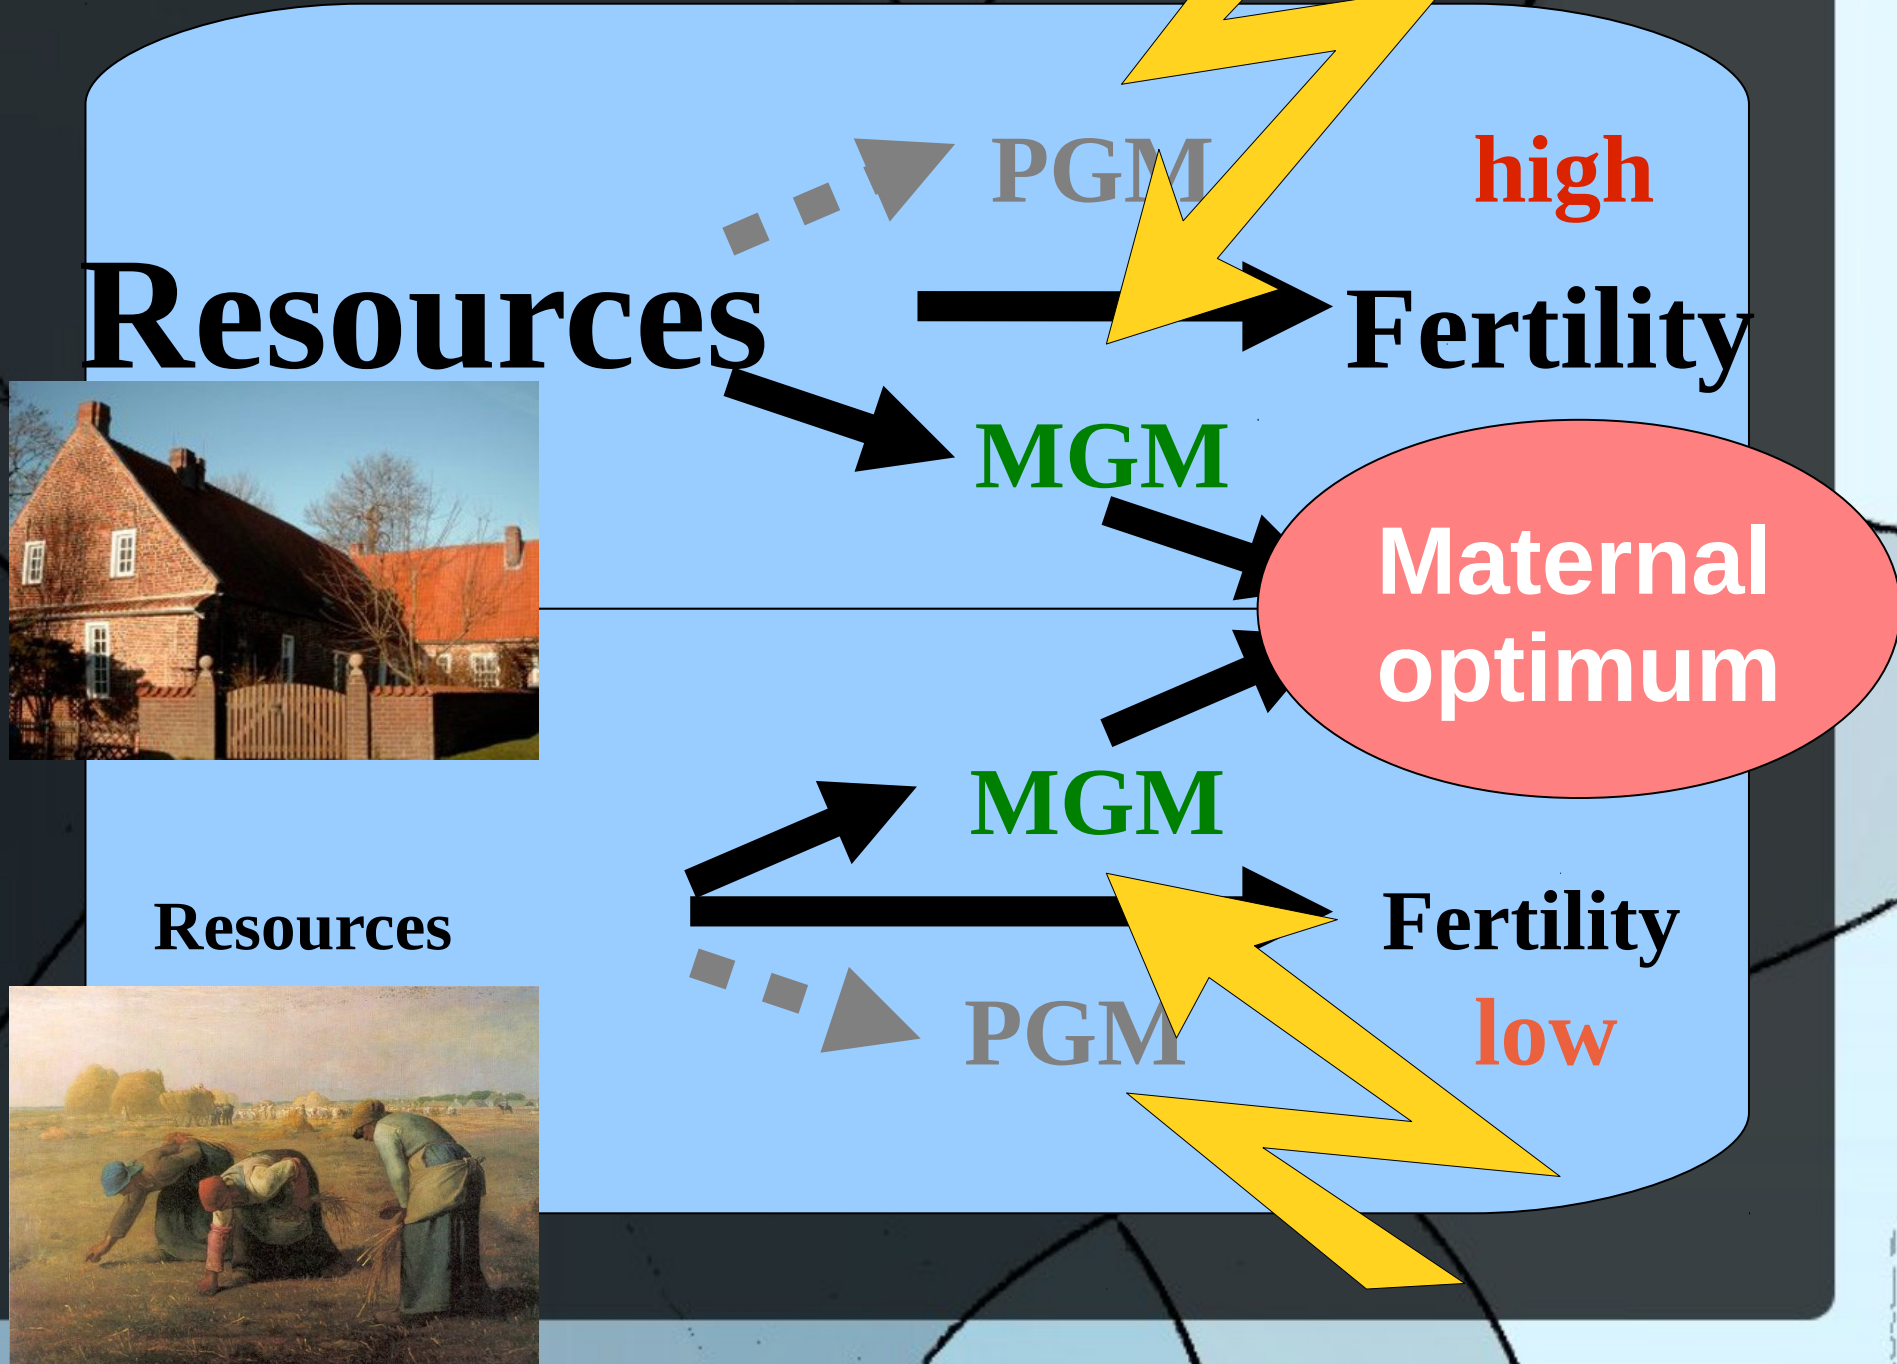 PGM
high
Resources
Fertility
MGM
Maternal
optimum
MGM
Resources
Fertility
PGM
low